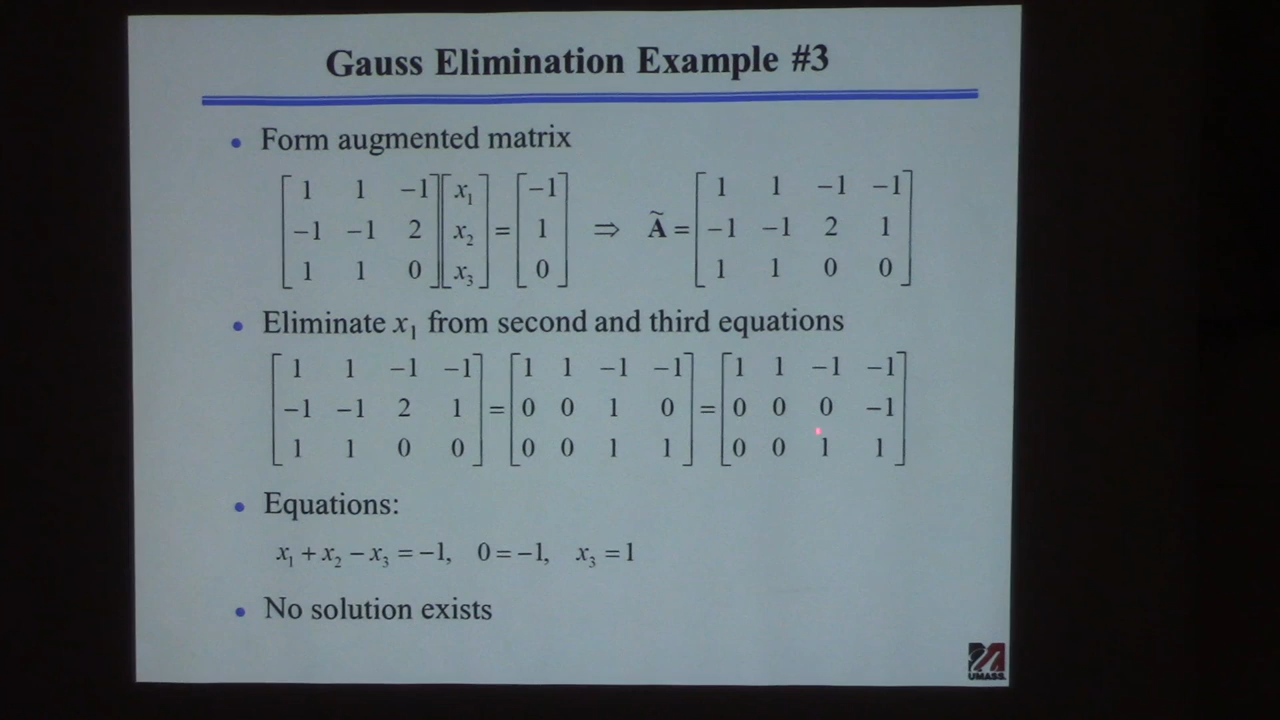 Gauss Elimination Example #3
• Form augmented matrix
[1 1 −1; −1 −1 2; 1 1 0][x₁; x₂; x₃] = [−1; 1; 0] ⇒ Ã = [1 1 −1 −1; −1 −1 2 1; 1 1 0 0]
• Eliminate x₁ from second and third equations
[1 1 −1 −1; −1 −1 2 1; 1 1 0 0] = [1 1 −1 −1; 0 0 1 0; 0 0 1 1] = [1 1 −1 −1; 0 0 0 −1; 0 0 1 1]
• Equations:
x₁ + x₂ − x₃ = −1, 0 = −1, x₃ = 1
• No solution exists
UMASS